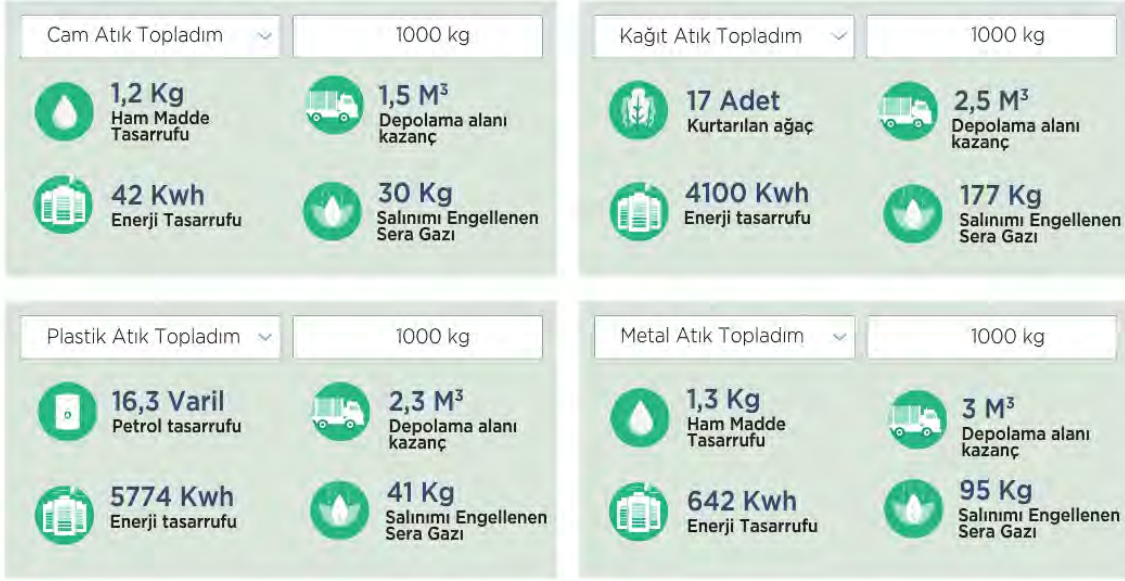 Cam Atık Topladım
1000 kg
1,2 Kg
Ham Madde
Tasarrufu
1,5 M³
Depolama alanı
kazanç
42 Kwh
Enerji Tasarrufu
30 Kg
Salınımı Engellenen
Sera Gazı
Kağıt Atık Topladım
1000 kg
17 Adet
Kurtarılan ağaç
2,5 M³
Depolama alanı
kazanç
4100 Kwh
Enerji tasarrufu
177 Kg
Salınımı Engellenen
Sera Gazı
Plastik Atık Topladım
1000 kg
16,3 Varil
Petrol tasarrufu
2,3 M³
Depolama alanı
kazanç
5774 Kwh
Enerji tasarrufu
41 Kg
Salınımı Engellenen
Sera Gazı
Metal Atık Topladım
1000 kg
1,3 Kg
Ham Madde
Tasarrufu
3 M³
Depolama alanı
kazanç
642 Kwh
Enerji Tasarrufu
95 Kg
Salınımı Engellenen
Sera Gazı